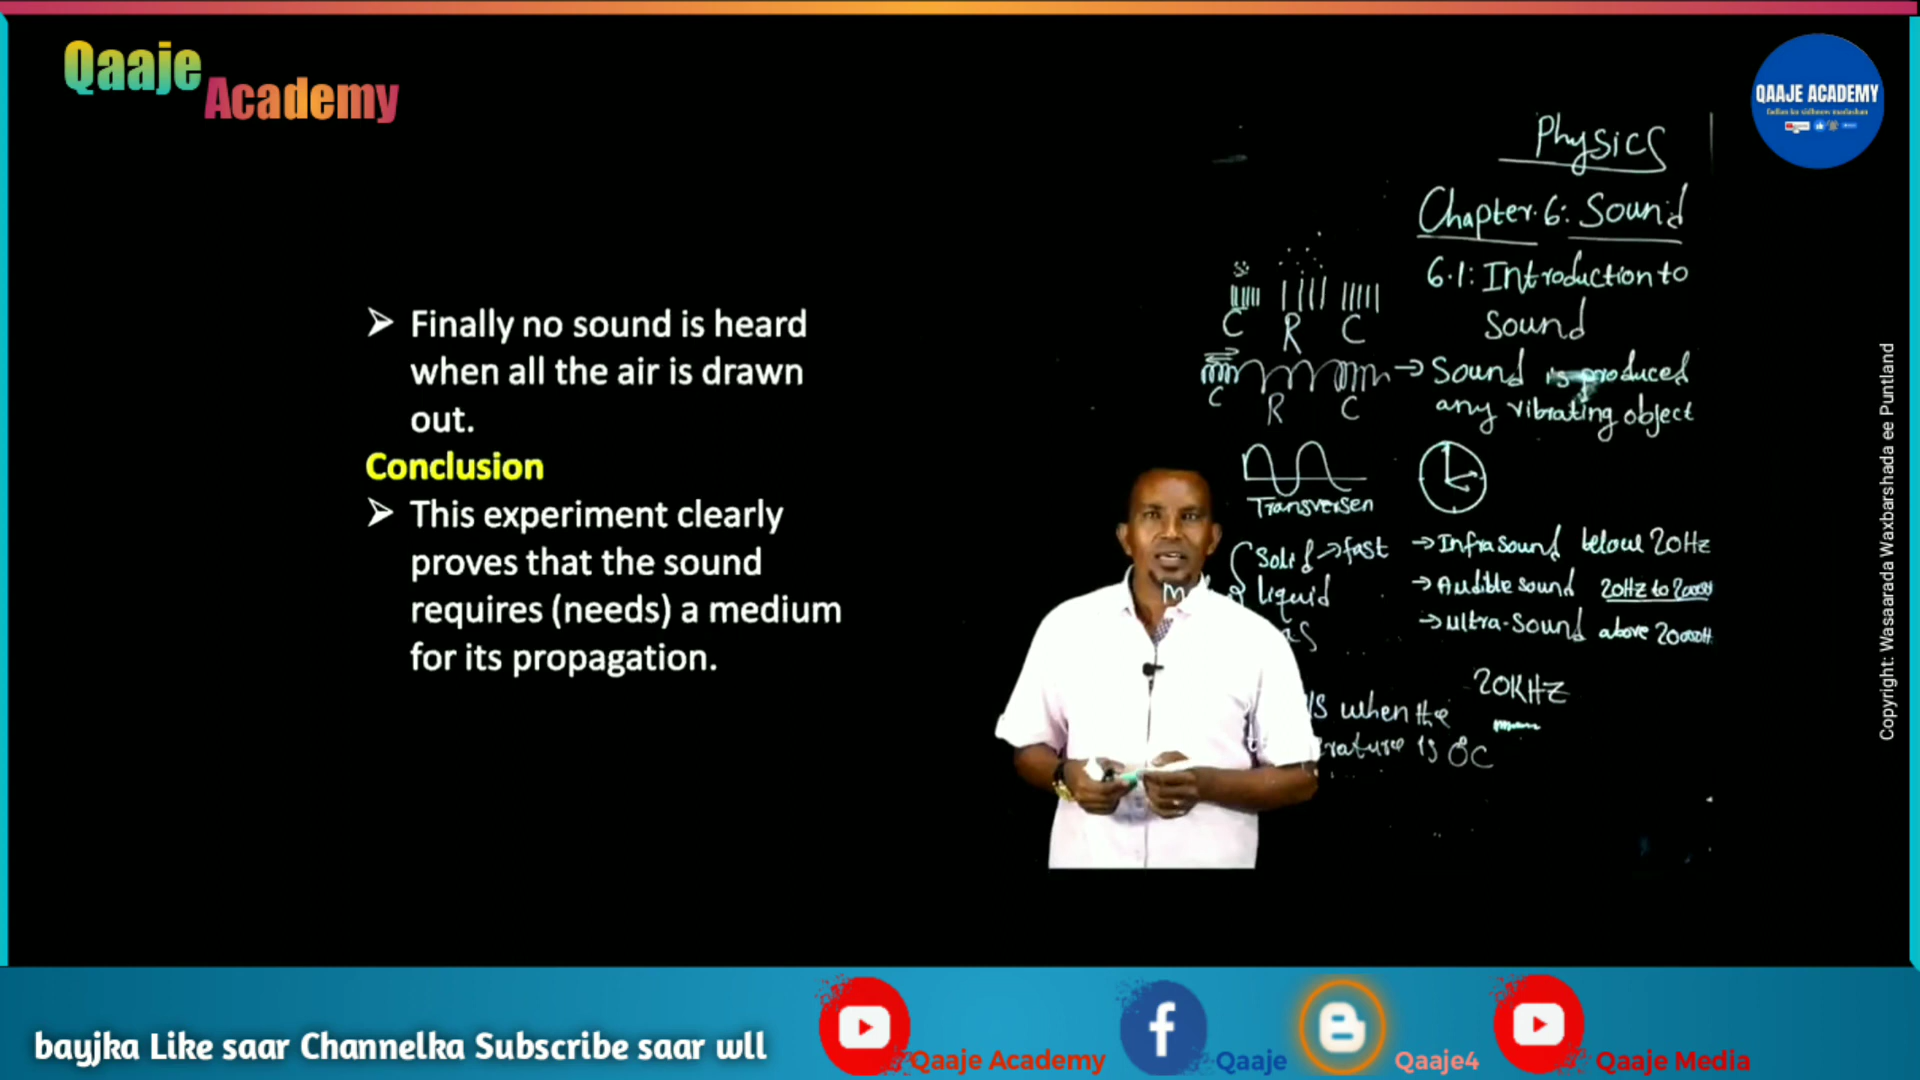 Qaaje
Academy
QAAJE ACADEMY
Physics
Chapter.6: Sound
6.1: Introduction to
Sound
C R C
C R C
→ Sound is produced
any vibrating object
Transversen
Solid → fast
liquid
→ Infrasound below 20Hz
→ Audible sound 20Hz to
→ Ultra-Sound above
20KHZ
when the
is 0°C
➢ Finally no sound is heard
when all the air is drawn
out.
Conclusion
➢ This experiment clearly
proves that the sound
requires (needs) a medium
for its propagation.
Copyright: Wasaarada Waxbarshada ee Puntland
bayjka Like saar Channelka Subscribe saar wll
Qaaje Academy
Qaaje
Qaaje4
Qaaje Media